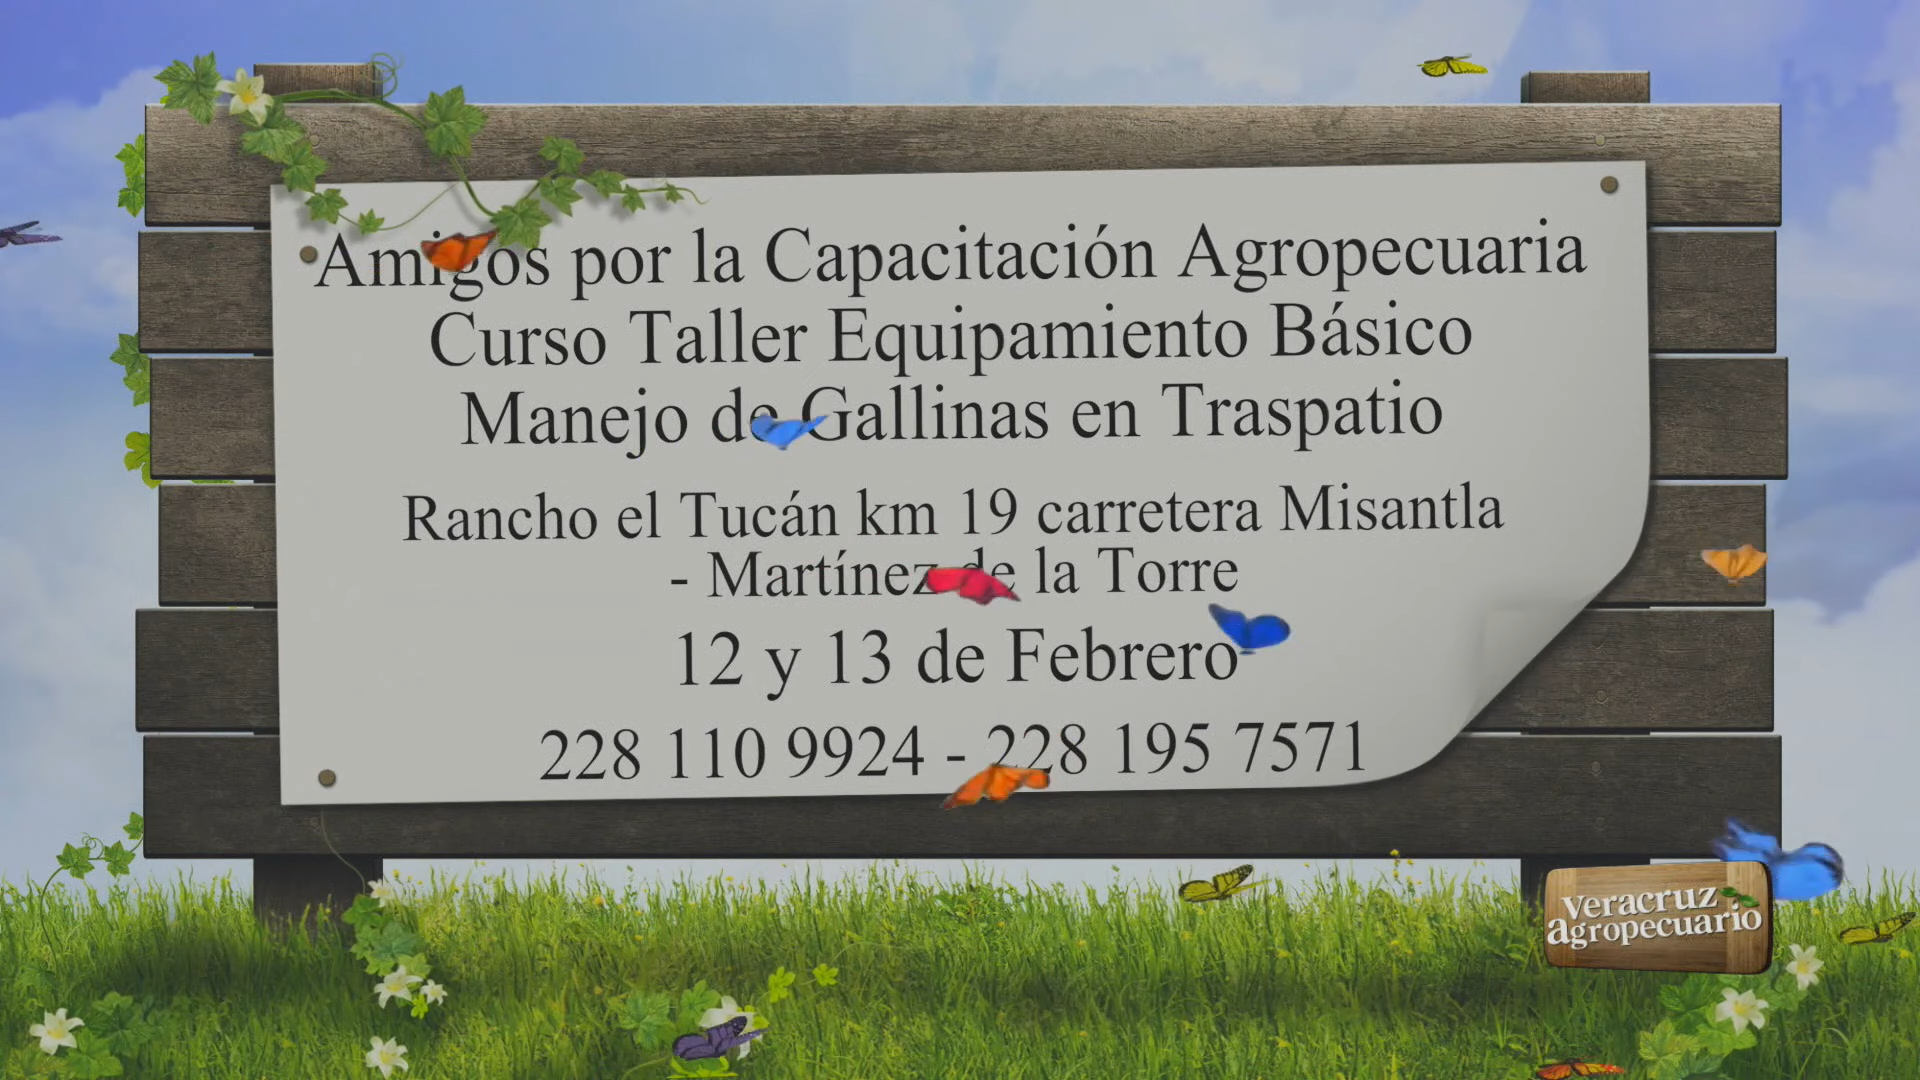 Amigos por la Capacitación Agropecuaria
Curso Taller Equipamiento Básico
Manejo de Gallinas en Traspatio
Rancho el Tucán km 19 carretera Misantla
- Martínez de la Torre
12 y 13 de Febrero
228 110 9924 - 228 195 7571
veracruz
agropecuario